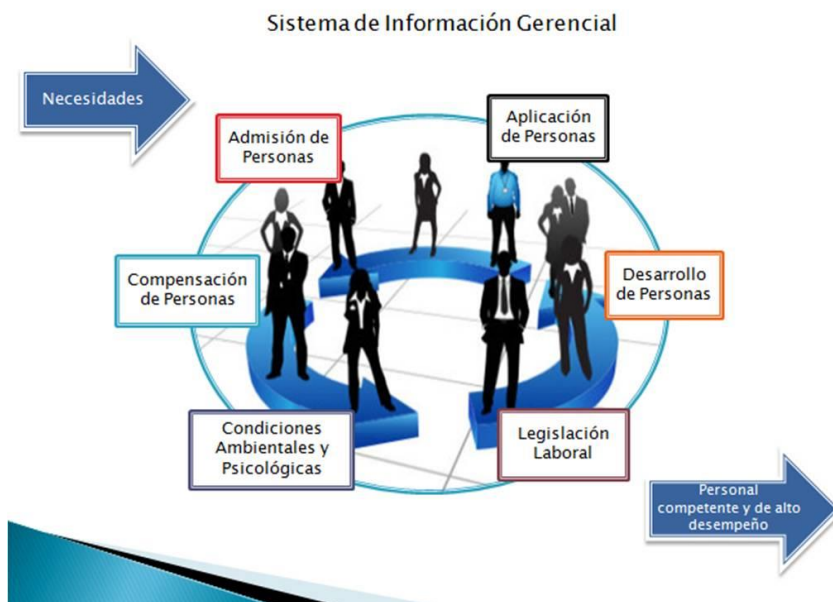 Sistema de Información Gerencial
Necesidades
Admisión de
Personas
Aplicación
de Personas
Compensación
de Personas
Desarrollo
de Personas
Condiciones
Ambientales y
Psicológicas
Legislación
Laboral
Personal
competente y de alto
desempeño